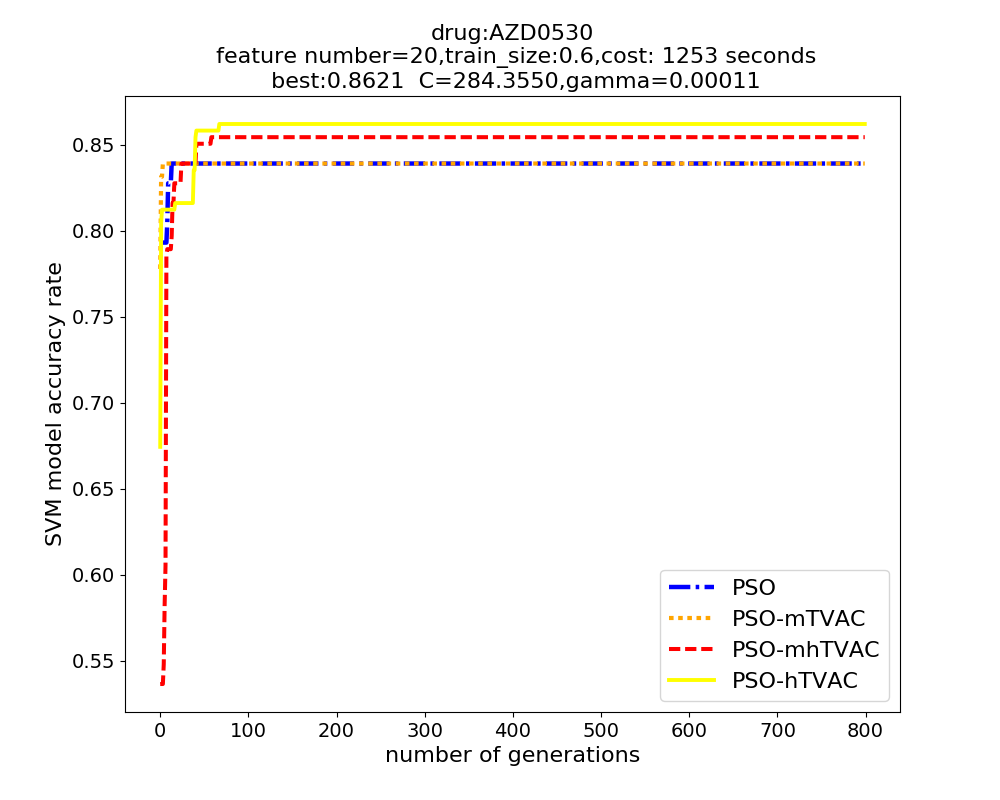 drug:AZD0530
feature number=20,train_size:0.6,cost: 1253 seconds
best:0.8621  C=284.3550,gamma=0.00011
SVM model accuracy rate
0.85
0.80
0.75
0.70
0.65
0.60
0.55
0 100 200 300 400 500 600 700 800
number of generations
PSO
PSO-mTVAC
PSO-mhTVAC
PSO-hTVAC